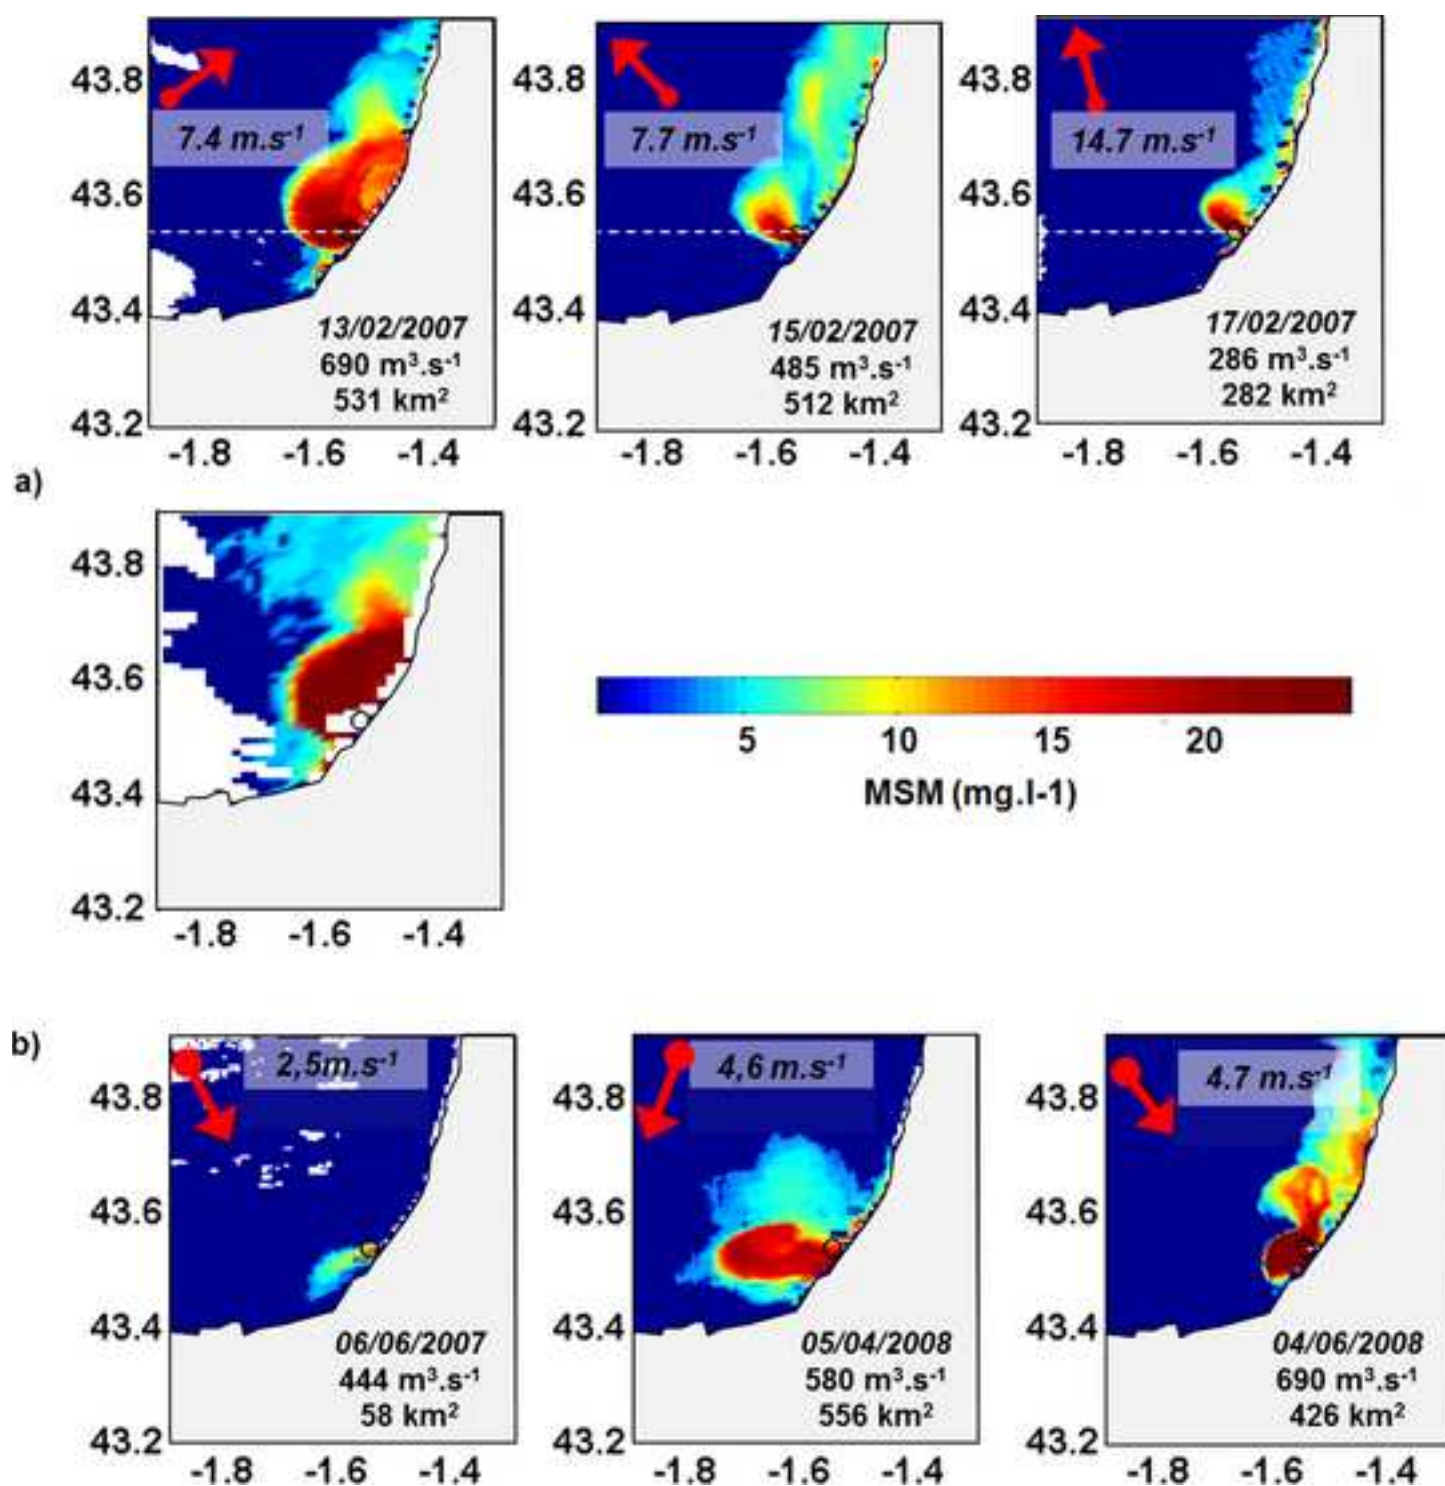 43.8
43.6
43.4
43.2
7.4 m.s-1
13/02/2007
690 m³.s-1
531 km²
-1.8 -1.6 -1.4
43.8
43.6
43.4
43.2
7.7 m.s-1
15/02/2007
485 m³.s-1
512 km²
-1.8 -1.6 -1.4
43.8
43.6
43.4
43.2
14.7 m.s-1
17/02/2007
286 m³.s-1
282 km²
-1.8 -1.6 -1.4
a)
43.8
43.6
43.4
43.2
-1.8 -1.6 -1.4
5 10 15 20
MSM (mg.l-1)
b)
43.8
43.6
43.4
43.2
2,5m.s-1
06/06/2007
444 m³.s-1
58 km²
-1.8 -1.6 -1.4
43.8
43.6
43.4
43.2
4,6 m.s-1
05/04/2008
580 m³.s-1
556 km²
-1.8 -1.6 -1.4
43.8
43.6
43.4
43.2
4.7 m.s-1
04/06/2008
690 m³.s-1
426 km²
-1.8 -1.6 -1.4